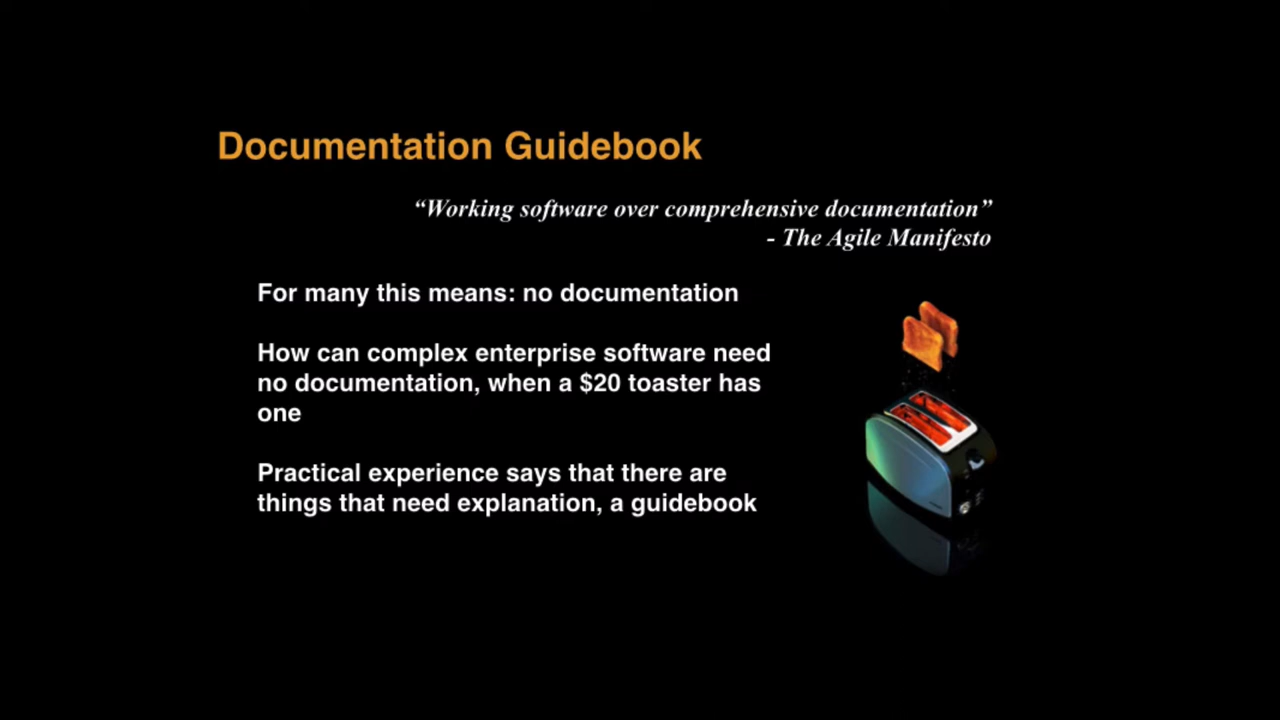 Documentation Guidebook
“Working software over comprehensive documentation”
- The Agile Manifesto
For many this means: no documentation
How can complex enterprise software need
no documentation, when a $20 toaster has
one
Practical experience says that there are
things that need explanation, a guidebook